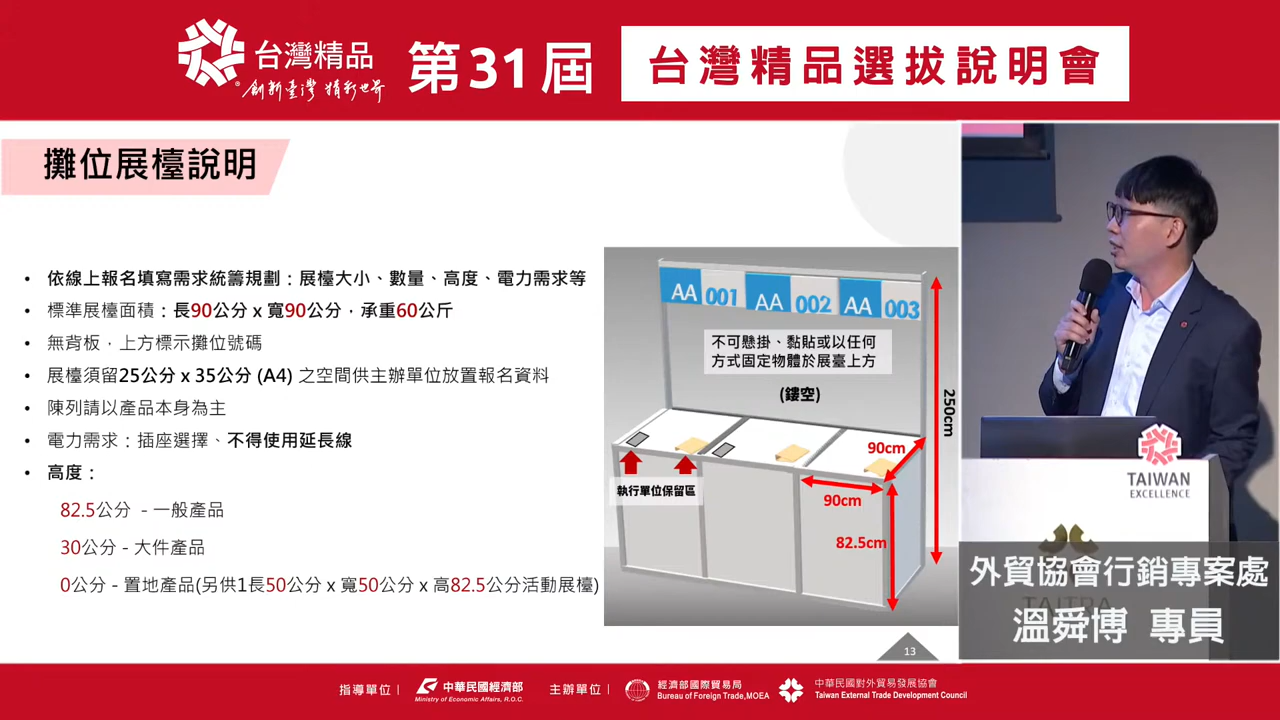 台灣精品
創新臺灣 精彩世界
第31屆
台灣精品選拔說明會
攤位展檯說明
• 依線上報名填寫需求統籌規劃：展檯大小、數量、高度、電力需求等
• 標準展檯面積：長90公分 x 寬90公分，承重60公斤
• 無背板，上方標示攤位號碼
• 展檯須留25公分 x 35公分 (A4) 之空間供主辦單位放置報名資料
• 陳列請以產品本身為主
• 電力需求：插座選擇、不得使用延長線
• 高度：
82.5公分 - 一般產品
30公分 - 大件產品
0公分 - 置地產品(另供1長50公分 x 寬50公分 x 高82.5公分活動展檯)
AA 001 AA 002 AA 003
不可懸掛、黏貼或以任何
方式固定物體於展臺上方
(鏤空)
250cm
90cm
90cm
82.5cm
執行單位保留區
13
TAIWAN
EXCELLENCE
TAITRA
外貿協會行銷專案處
溫舜博 專員
指導單位 | 中華民國經濟部
Ministry of Economic Affairs, R.O.C.
主辦單位 | 經濟部國際貿易局
Bureau of Foreign Trade,MOEA
中華民國對外貿易發展協會
Taiwan External Trade Development Council